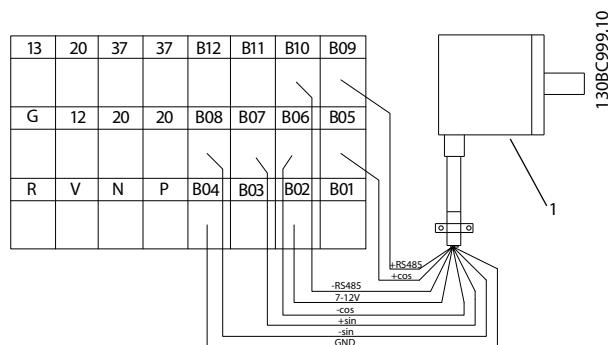 13 20 37 37 B12 B11 B10 B09
G 12 20 20 B08 B07 B06 B05
R V N P B04 B03 B02 B01
130BC999.10
1
+RS485
+cos
-RS485
7-12V
-cos
+sin
-sin
GND